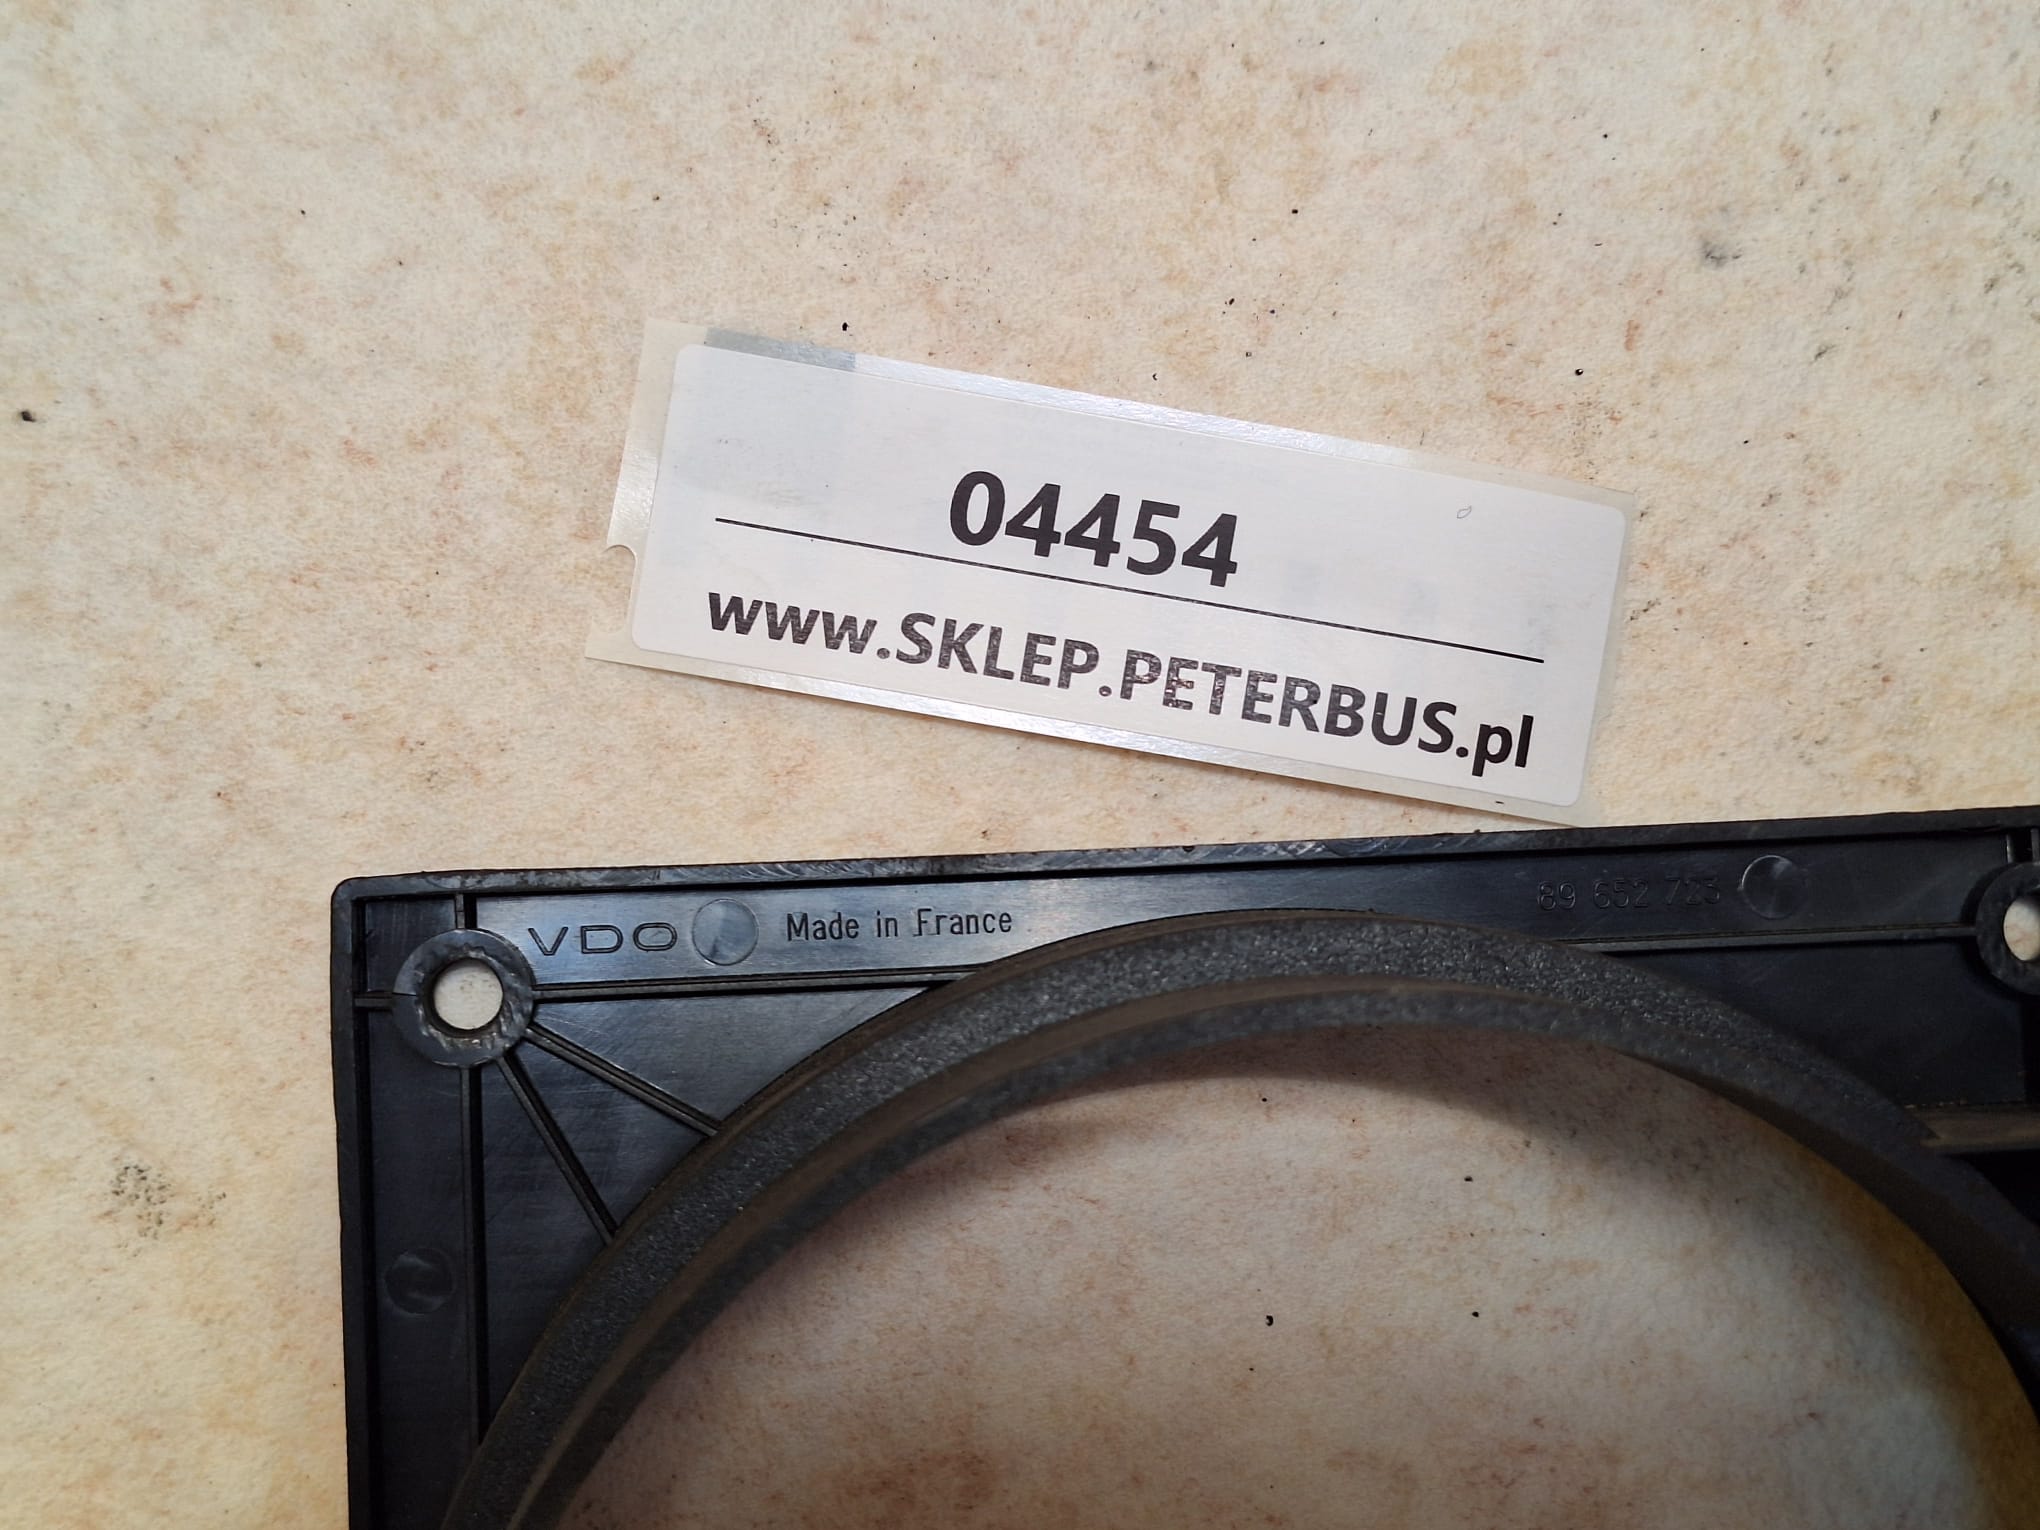 04454
www.SKLEP.PETERBUS.pl
VDO Made in France
89 652 723